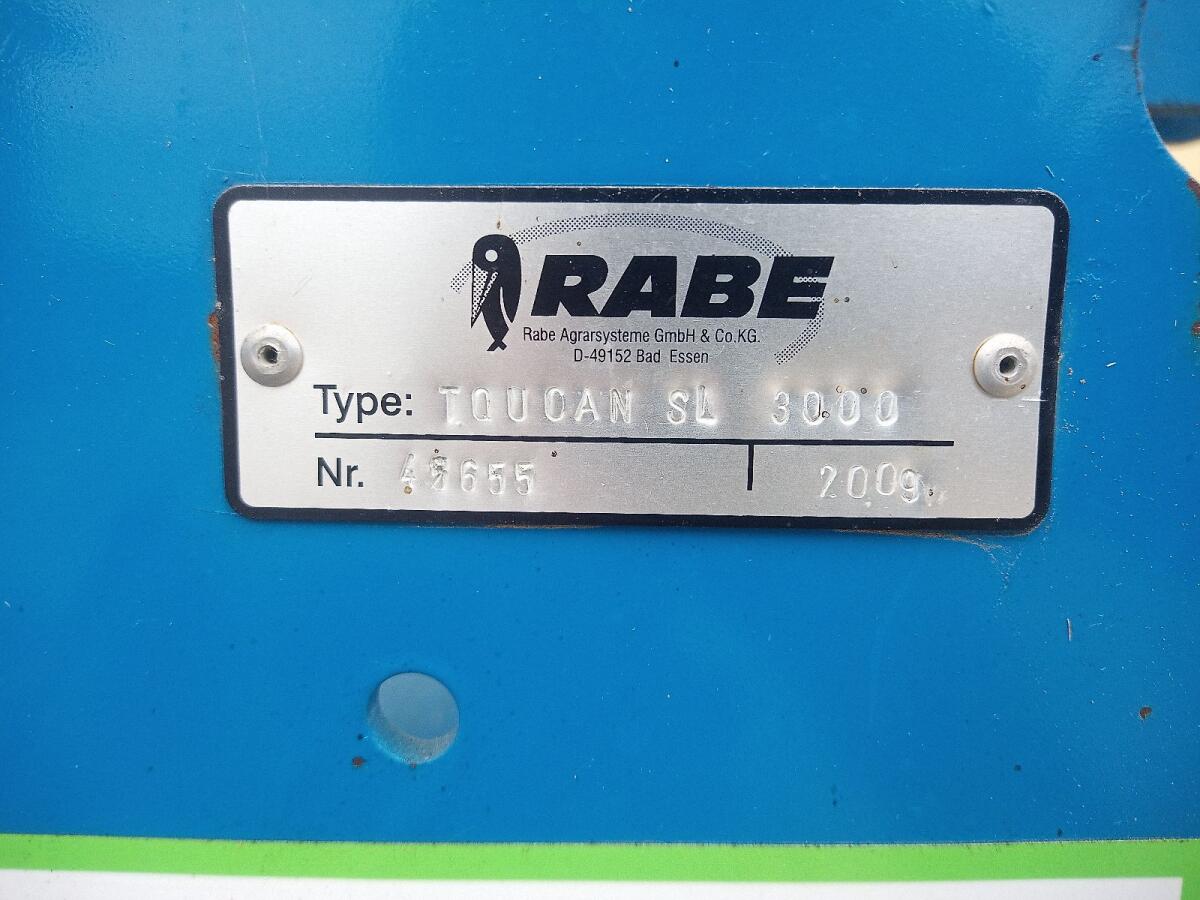 RABE
Rabe Agrarsysteme GmbH & Co.KG.
D-49152 Bad Essen
Type: TOUCAN SL 3000
Nr. 2009